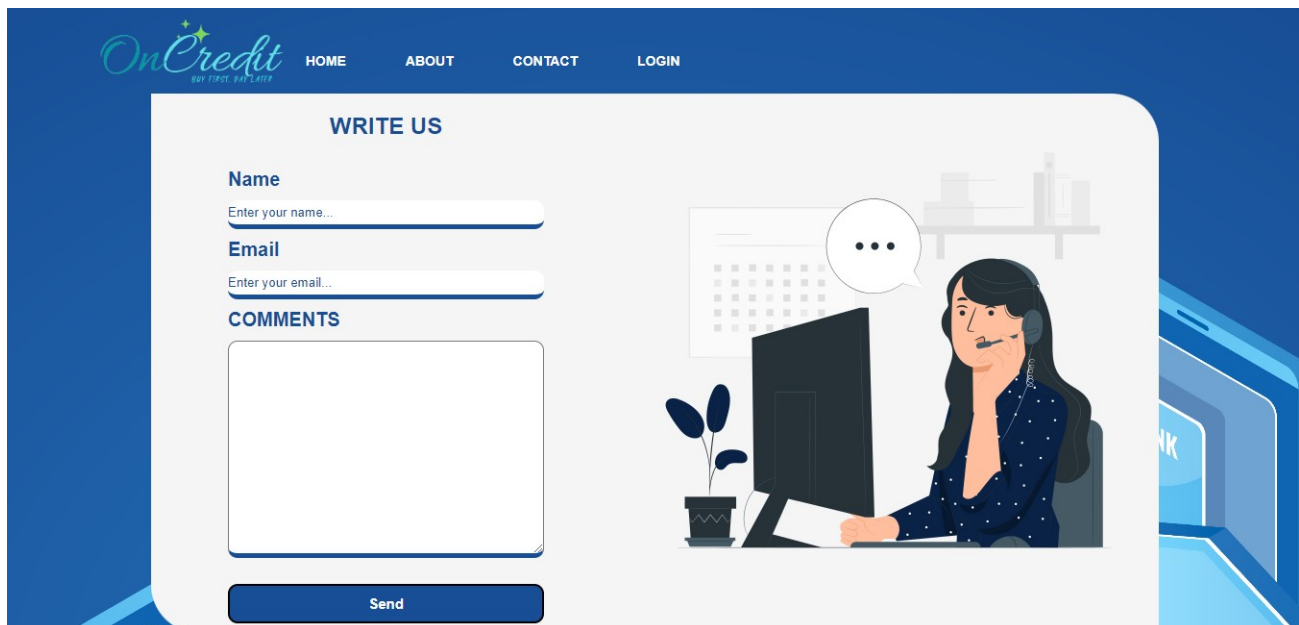 OnCredit
BUY FIRST, PAY LATER
HOME ABOUT CONTACT LOGIN
WRITE US
Name
Enter your name...
Email
Enter your email...
COMMENTS
Send